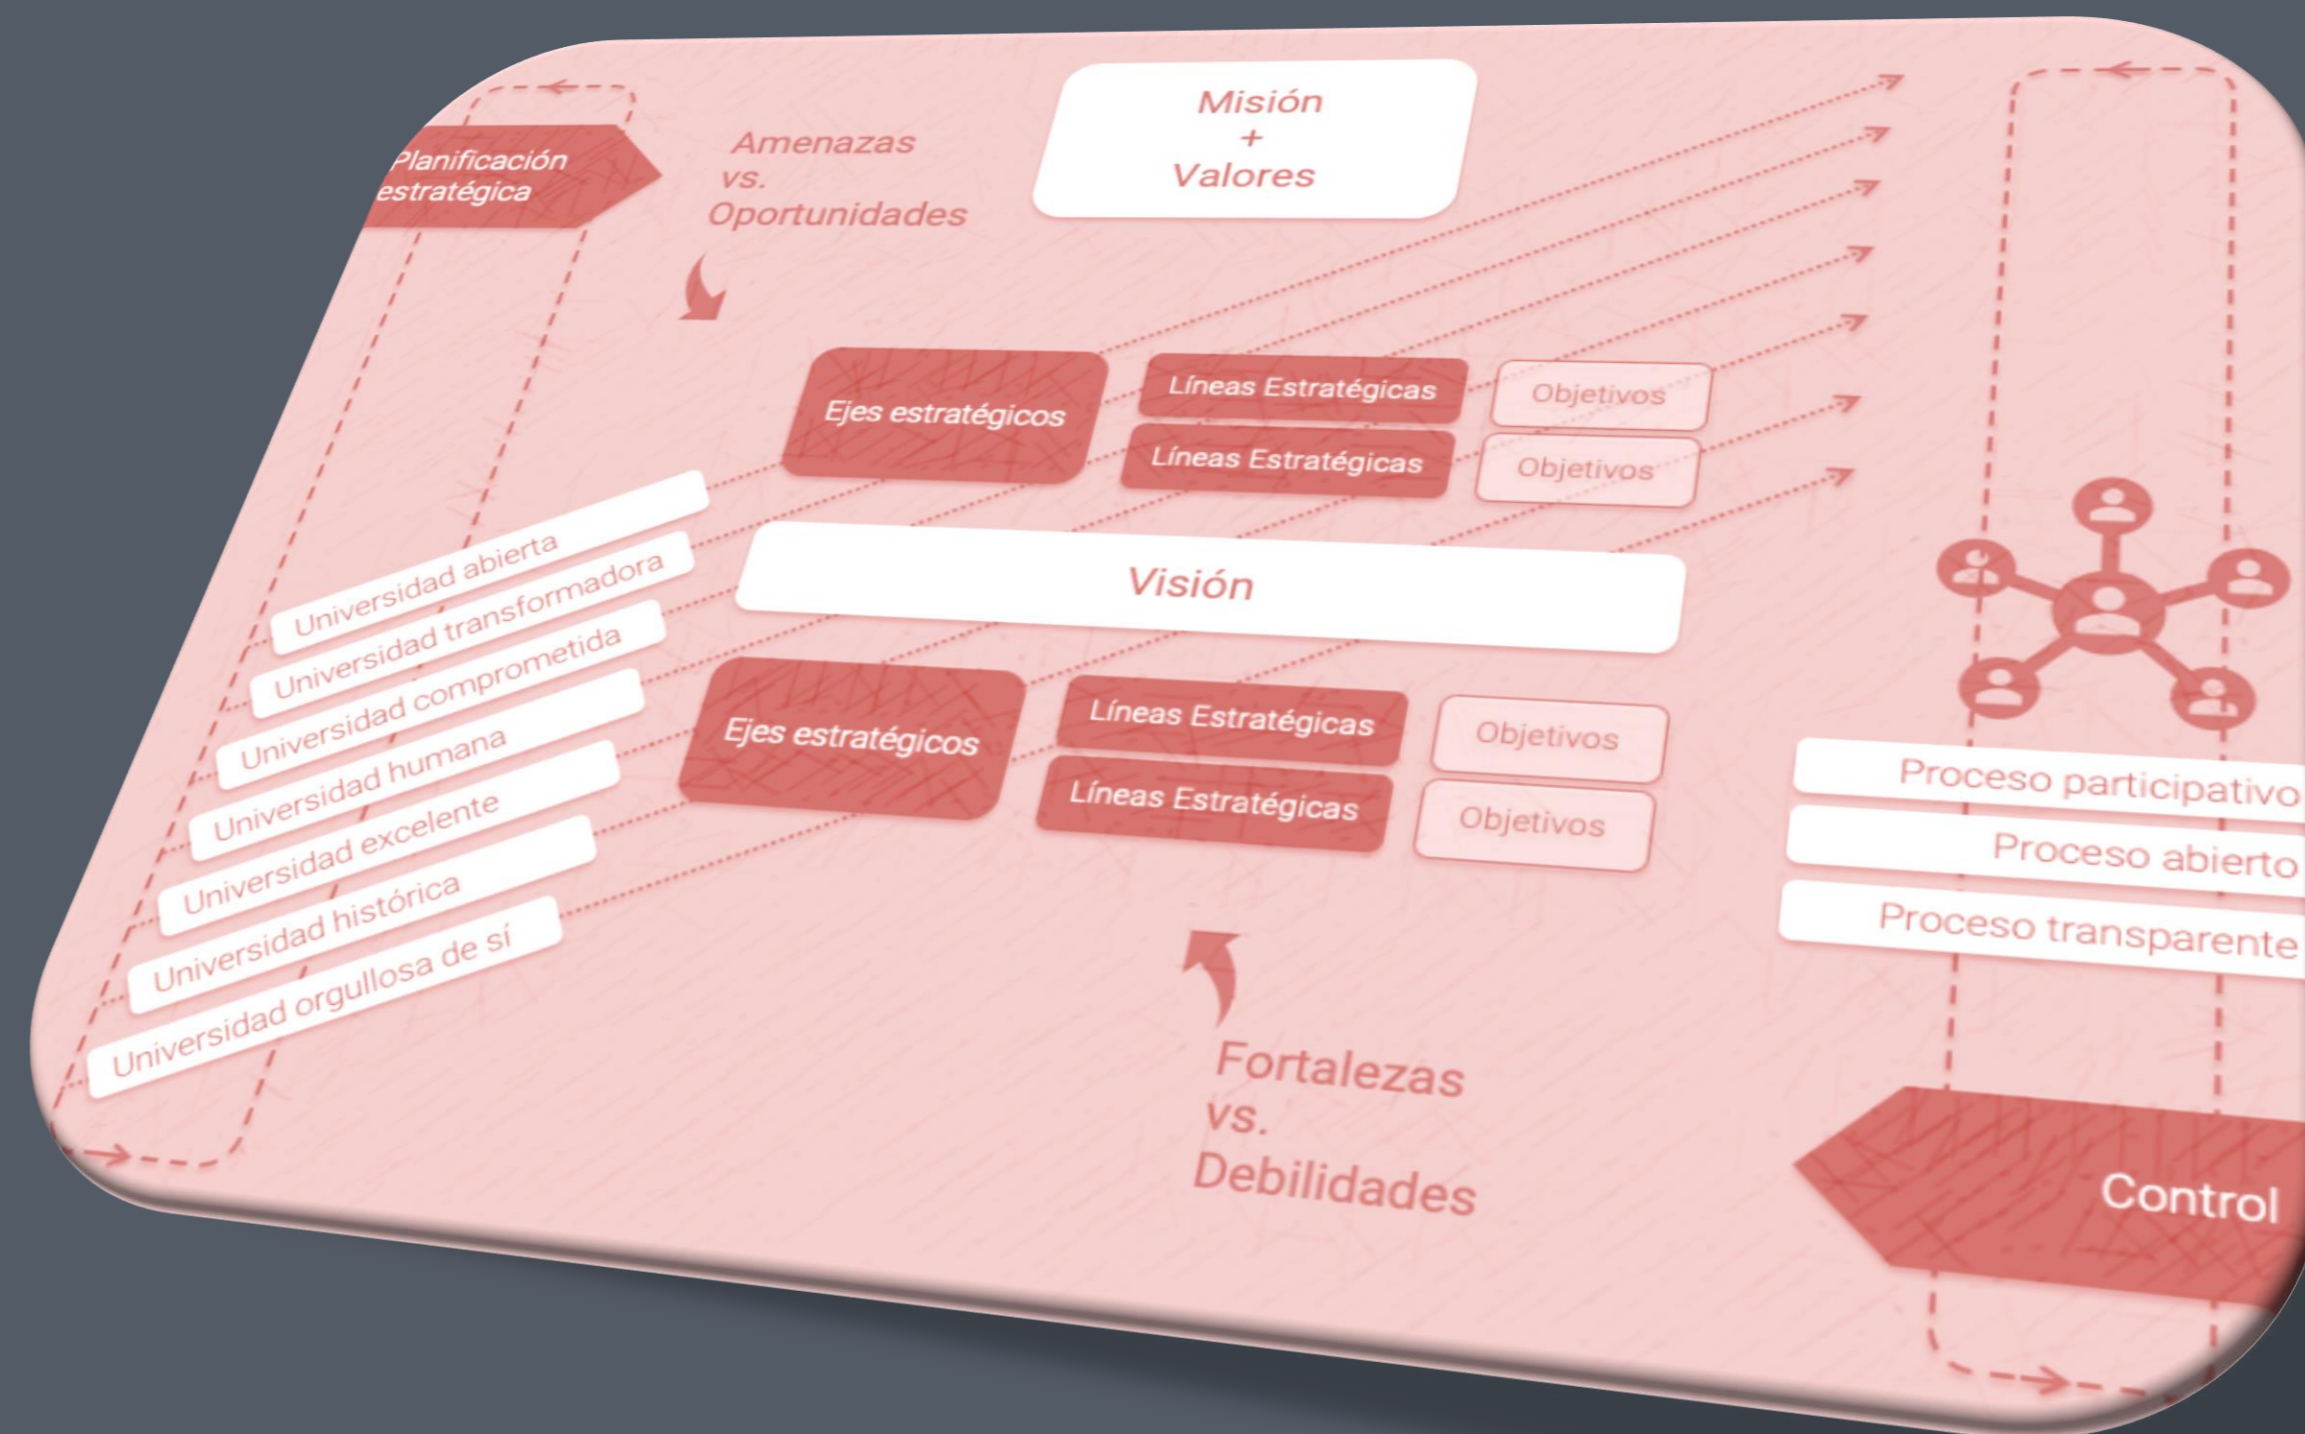 Planificación
estratégica
Amenazas
vs.
Oportunidades
Misión
+
Valores
Ejes estratégicos
Líneas Estratégicas
Objetivos
Líneas Estratégicas
Objetivos
Visión
Ejes estratégicos
Líneas Estratégicas
Objetivos
Líneas Estratégicas
Objetivos
Universidad abierta
Universidad transformadora
Universidad comprometida
Universidad humana
Universidad excelente
Universidad histórica
Universidad orgullosa de sí
Proceso participativo
Proceso abierto
Proceso transparente
Fortalezas
vs.
Debilidades
Control